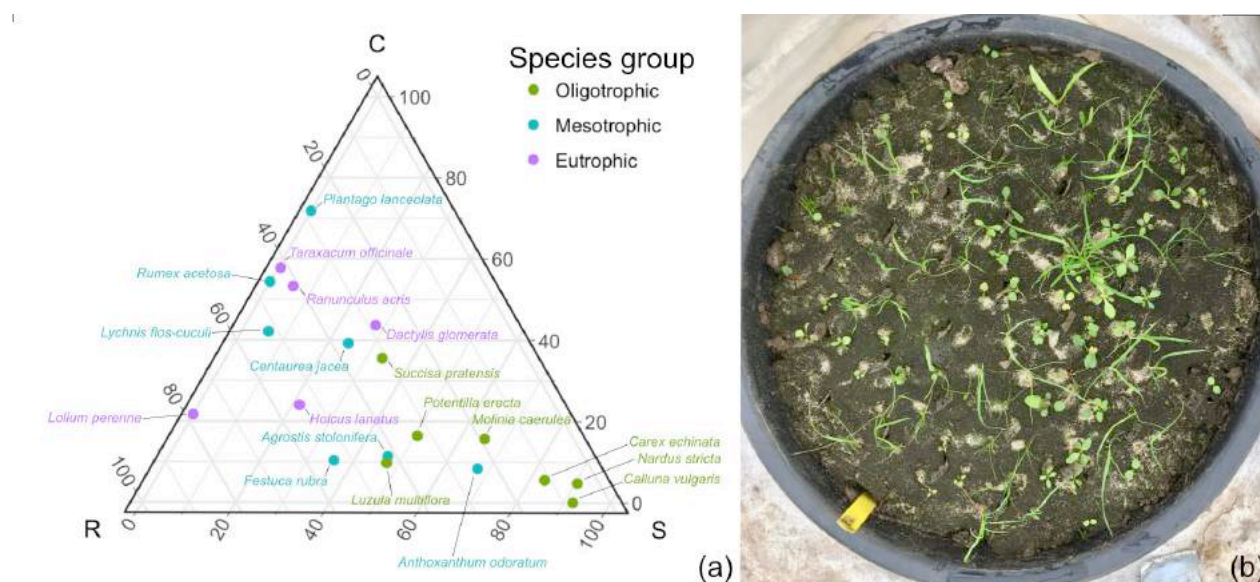 C
Species group
Oligotrophic
Mesotrophic
Eutrophic
0
100
20
80
Plantago lanceolata
40
Taraxacum officinale
60
Rumex acetosa
Ranunculus acris
60
Lychnis flos-cuculi
Dactylis glomerata
40
Centaurea jacea
Succisa pratensis
80
Lolium perenne
Holcus lanatus
Potentilla erecta
Molinia caerulea
20
Agrostis stolonifera
Carex echinata
100
Festuca rubra
Nardus stricta
Luzula multiflora
Calluna vulgaris
0
R
0
20
40
60
80
100
S
Anthoxanthum odoratum
(a)
(b)